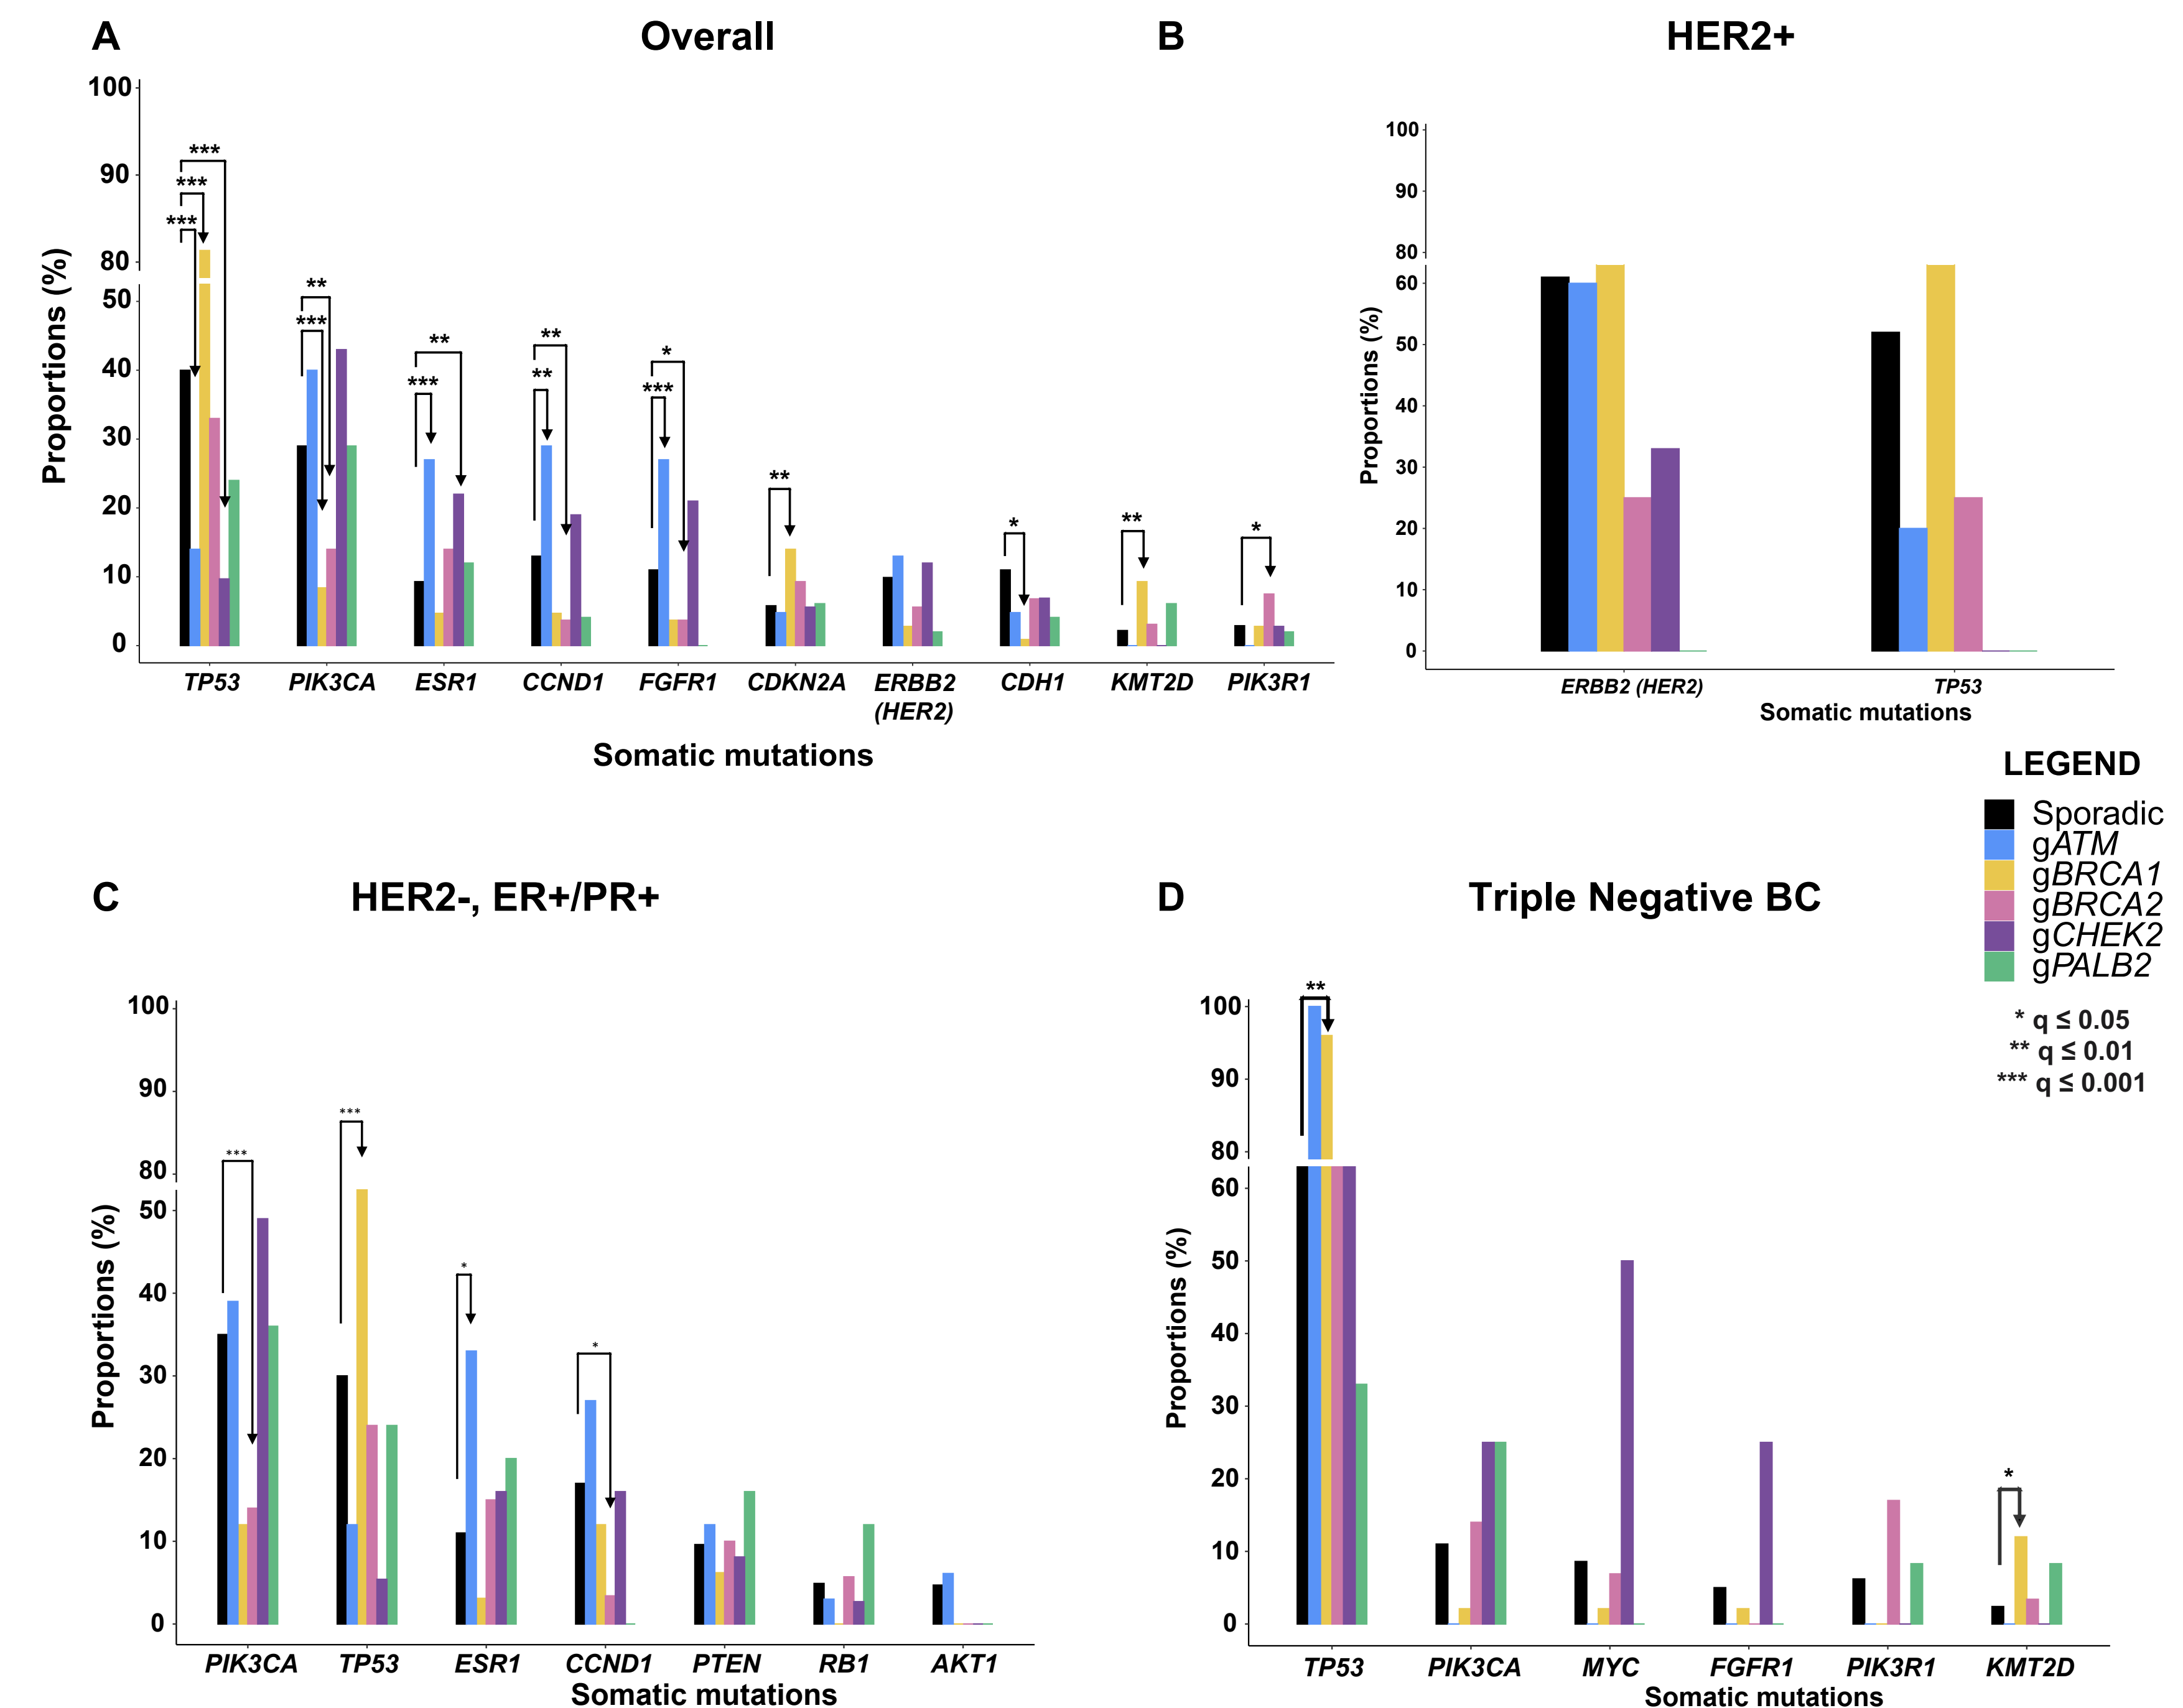 A
Overall
100
90
80
50
40
30
20
10
0
Proportions (%)
***
***
***
**
***
**
***
**
**
*
***
**
*
**
*
TP53
PIK3CA
ESR1
CCND1
FGFR1
CDKN2A
ERBB2
(HER2)
CDH1
KMT2D
PIK3R1
Somatic mutations
B
HER2+
100
90
80
60
50
40
30
20
10
0
Proportions (%)
ERBB2 (HER2)
TP53
Somatic mutations
LEGEND
Sporadic
gATM
gBRCA1
gBRCA2
gCHEK2
gPALB2
* q ≤ 0.05
** q ≤ 0.01
*** q ≤ 0.001
C
HER2-, ER+/PR+
100
90
80
50
40
30
20
10
0
Proportions (%)
***
***
*
*
PIK3CA
TP53
ESR1
CCND1
PTEN
RB1
AKT1
Somatic mutations
D
Triple Negative BC
100
90
80
60
50
40
30
20
10
0
Proportions (%)
**
*
TP53
PIK3CA
MYC
FGFR1
PIK3R1
KMT2D
Somatic mutations